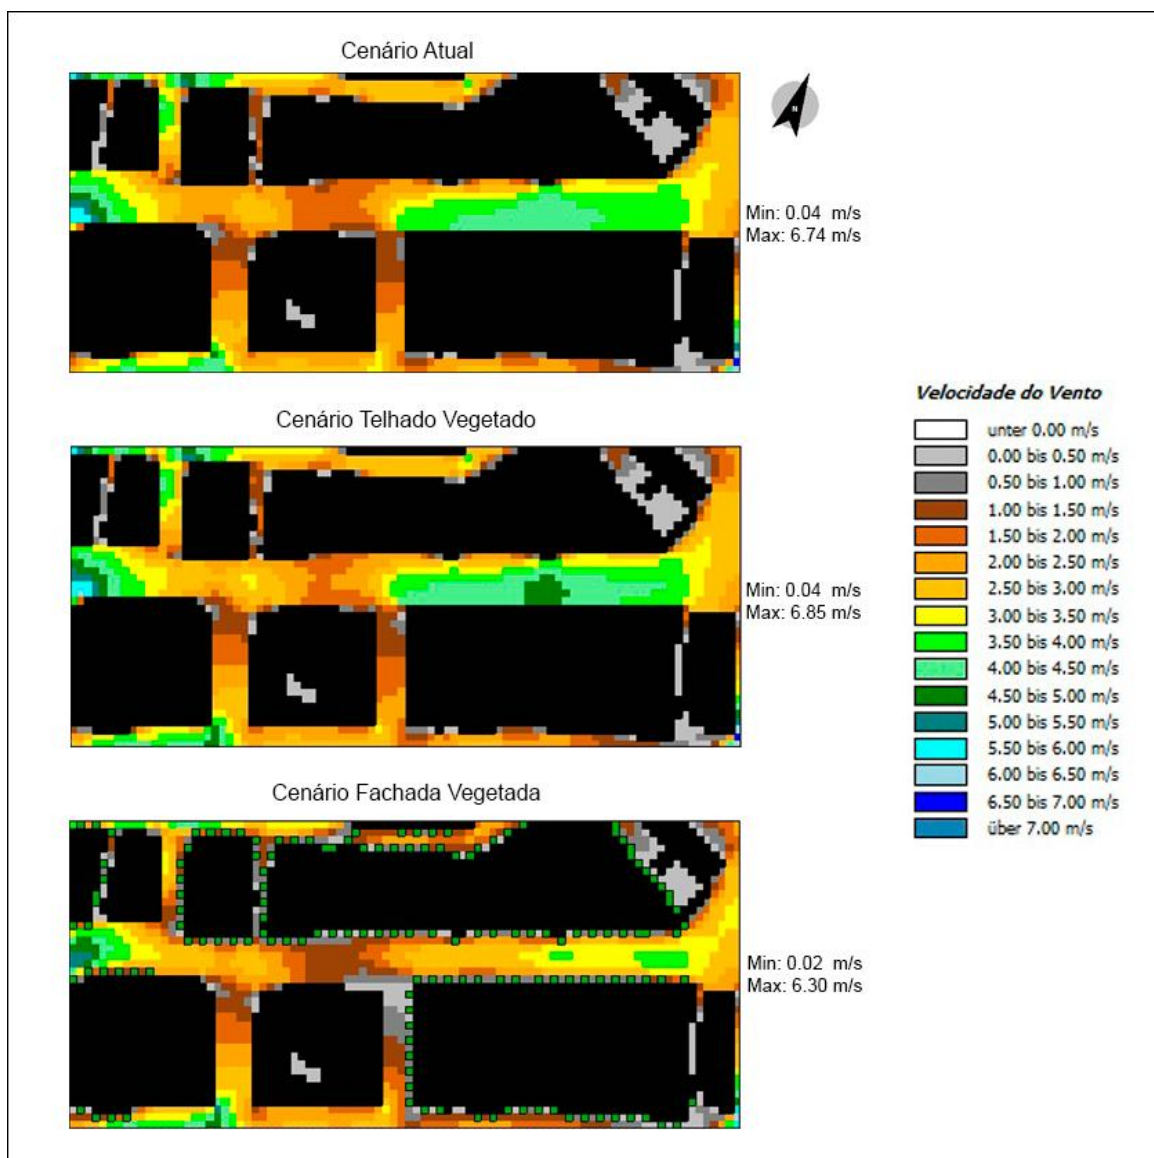 Cenário Atual
N
Min: 0.04 m/s
Max: 6.74 m/s
Cenário Telhado Vegetado
Min: 0.04 m/s
Max: 6.85 m/s
Cenário Fachada Vegetada
Min: 0.02 m/s
Max: 6.30 m/s
Velocidade do Vento
unter 0.00 m/s
0.00 bis 0.50 m/s
0.50 bis 1.00 m/s
1.00 bis 1.50 m/s
1.50 bis 2.00 m/s
2.00 bis 2.50 m/s
2.50 bis 3.00 m/s
3.00 bis 3.50 m/s
3.50 bis 4.00 m/s
4.00 bis 4.50 m/s
4.50 bis 5.00 m/s
5.00 bis 5.50 m/s
5.50 bis 6.00 m/s
6.00 bis 6.50 m/s
6.50 bis 7.00 m/s
über 7.00 m/s